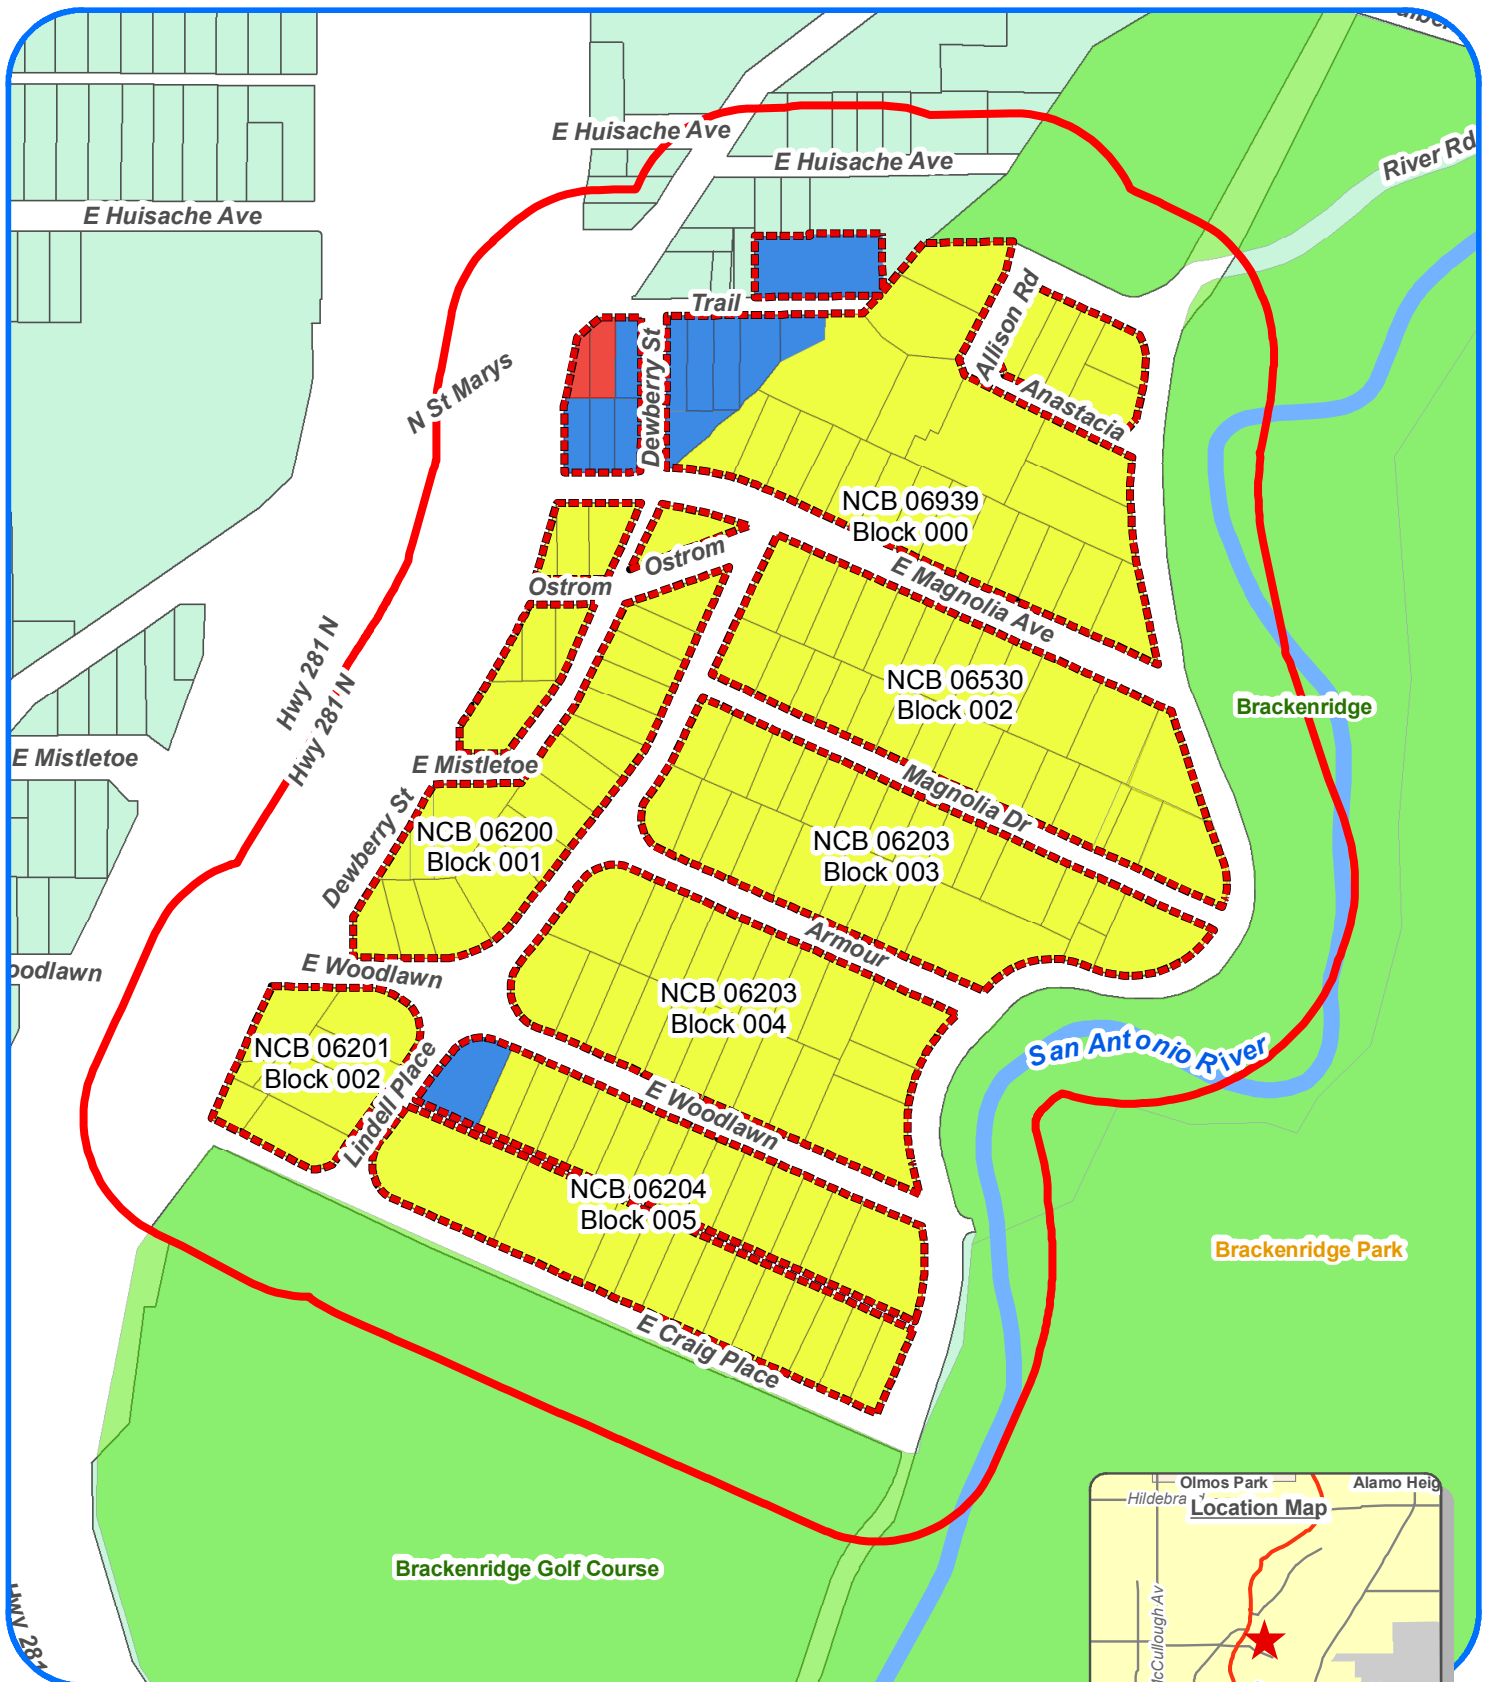 E Huisache Ave
E Huisache Ave
River Rd
E Huisache Ave
Trail
Allison Rd
N St Marys
Dewberry St
Anastacia
NCB 06939
Block 000
Ostrom
Ostrom
E Magnolia Ave
Hwy 281 N
Hwy 281 N
NCB 06530
Block 002
Brackenridge
E Mistletoe
E Mistletoe
Magnolia Dr
Dewberry St
NCB 06200
Block 001
NCB 06203
Block 003
Armour
E Woodlawn
oodlawn
NCB 06203
Block 004
San Antonio River
NCB 06201
Block 002
Lindell Place
E Woodlawn
NCB 06204
Block 005
Brackenridge Park
E Craig Place
Olmos Park
Alamo Heig
Hildebra
Location Map
Brackenridge Golf Course
McCullough Av
Hwy 281